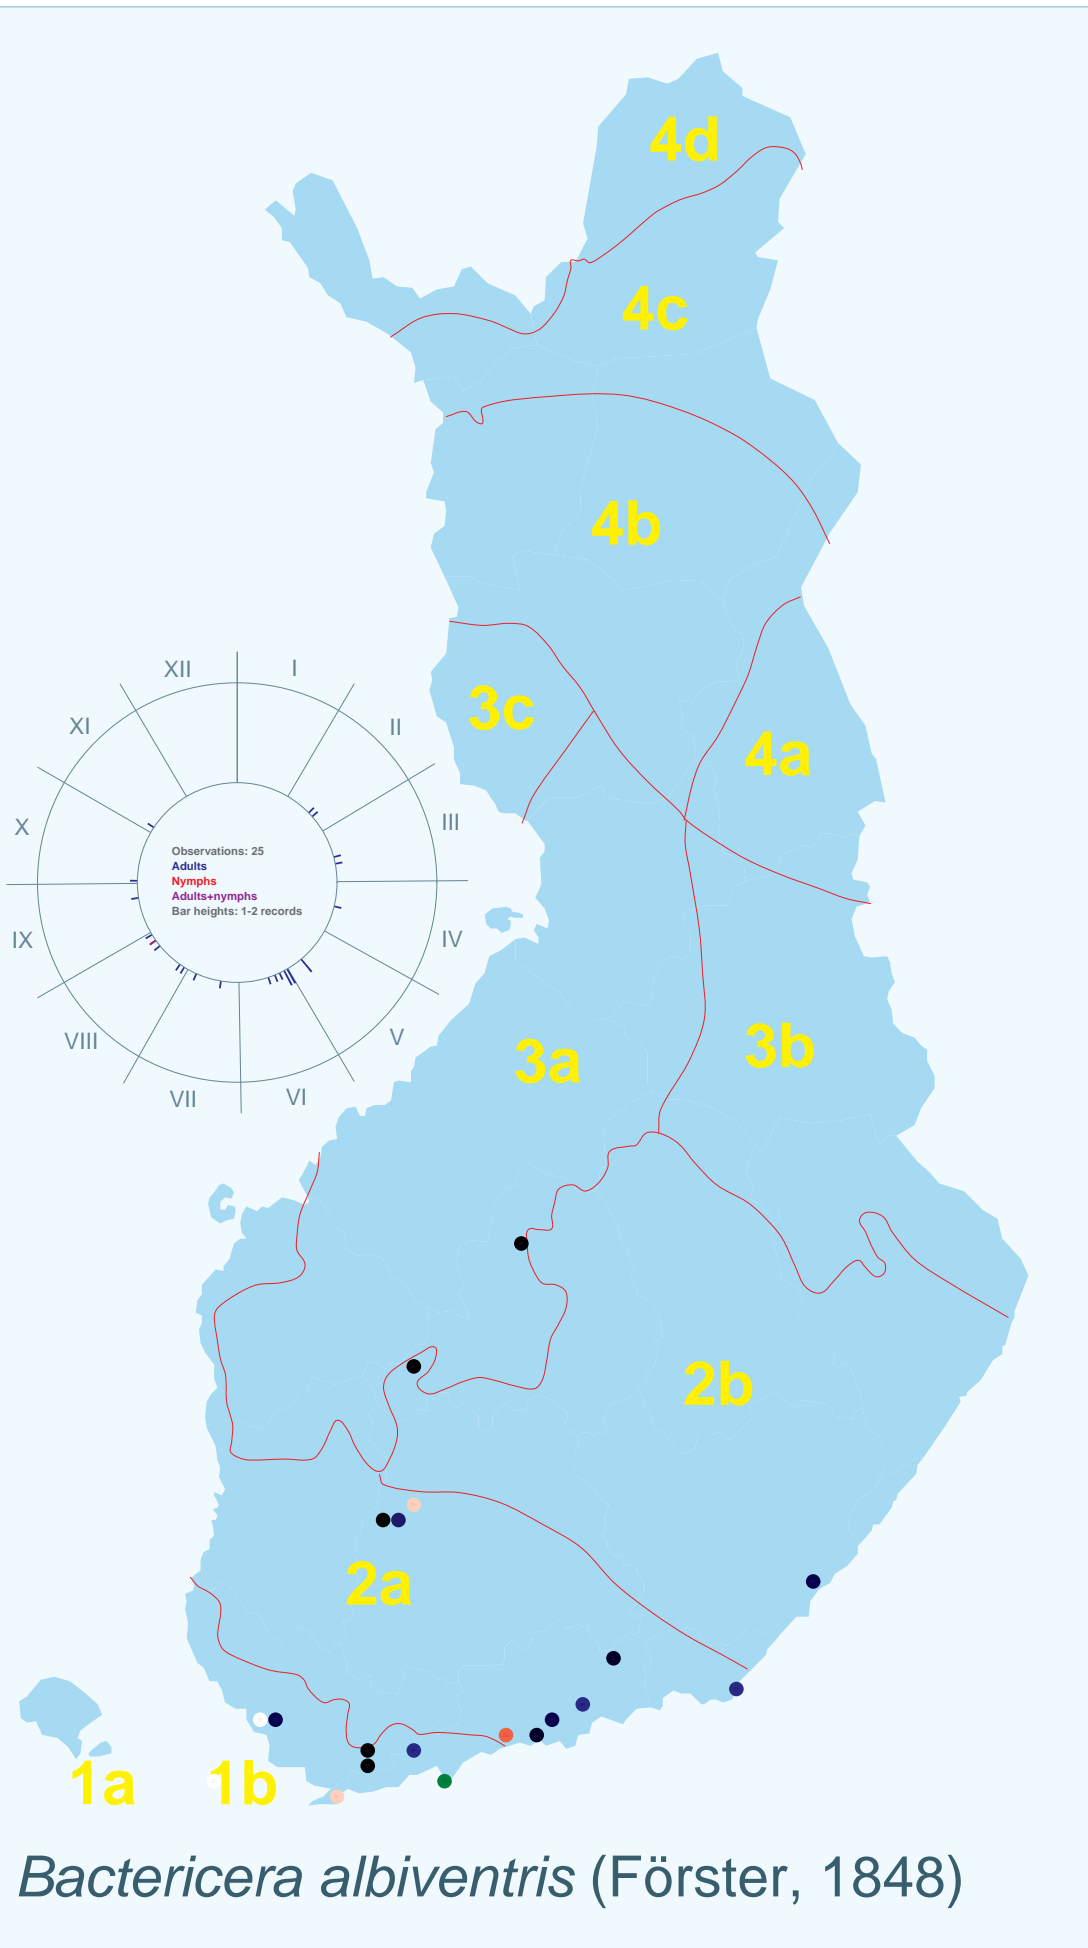 4d
4c
4b
3c
4a
XII
I
XI
II
X
III
Observations: 25
Adults
Nymphs
Adults+nymphs
Bar heights: 1-2 records
IX
IV
VIII
V
VII
VI
3a
3b
2b
2a
1a
1b
Bactericera albiventris (Förster, 1848)